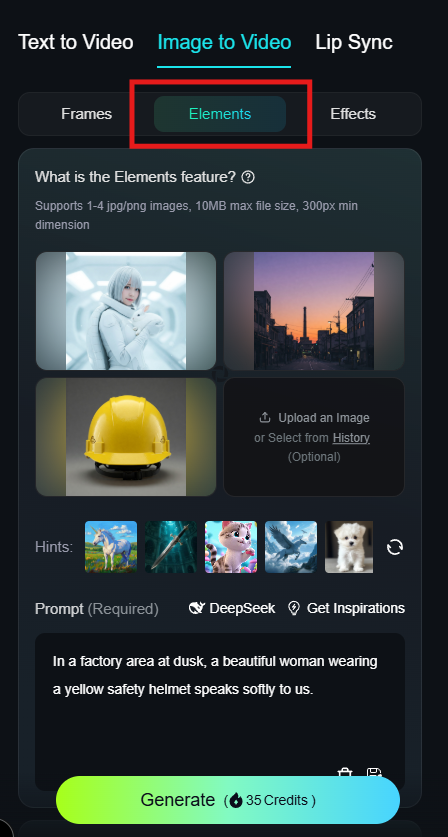 Text to Video Image to Video Lip Sync
Frames Elements Effects
What is the Elements feature?
Supports 1-4 jpg/png images, 10MB max file size, 300px min
dimension
Upload an Image
or Select from History
(Optional)
Hints:
Prompt (Required) DeepSeek Get Inspirations
In a factory area at dusk, a beautiful woman wearing
a yellow safety helmet speaks softly to us.
Generate ( 35 Credits )